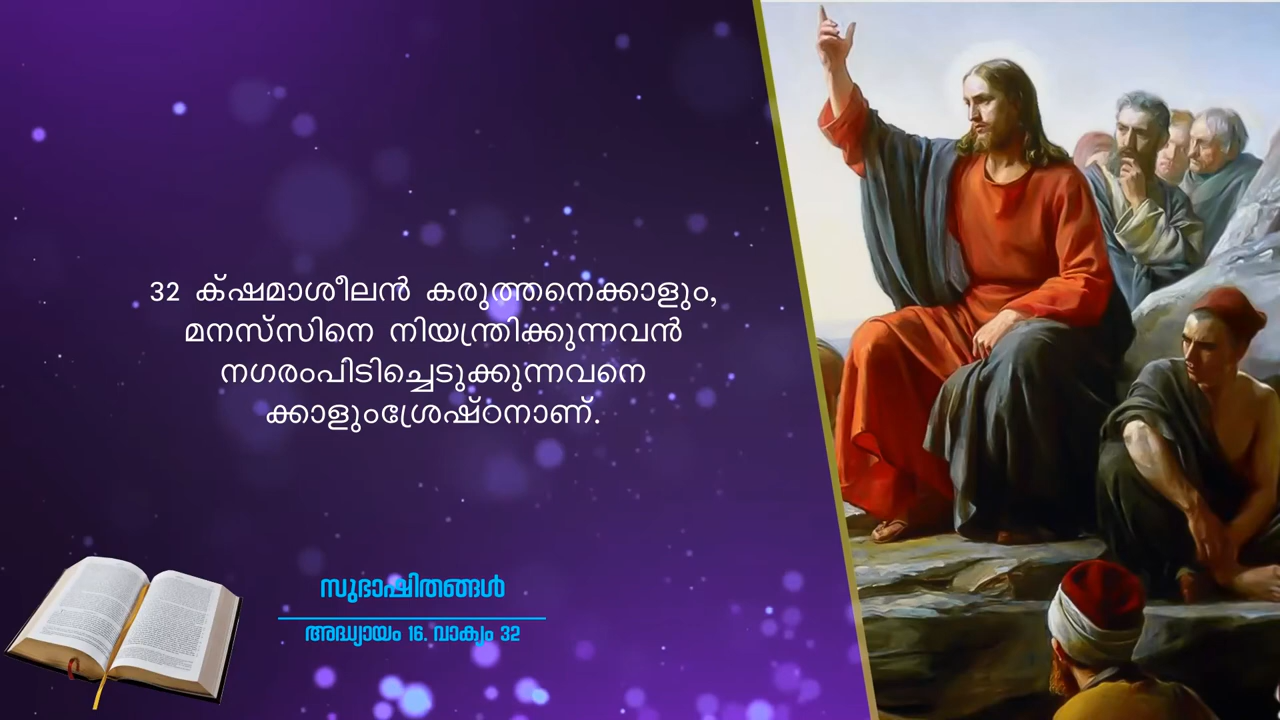 32 ക്ഷമാശീലൻ കരുത്തനെക്കാളും,
മനസ്സിനെ നിയന്ത്രിക്കുന്നവൻ
നഗരംപിടിച്ചെടുക്കുന്നവനെ
ക്കാളുംശ്രേഷ്ഠനാണ്.
സുഭാഷിതങ്ങൾ
അദ്ധ്യായം 16. വാക്യം 32